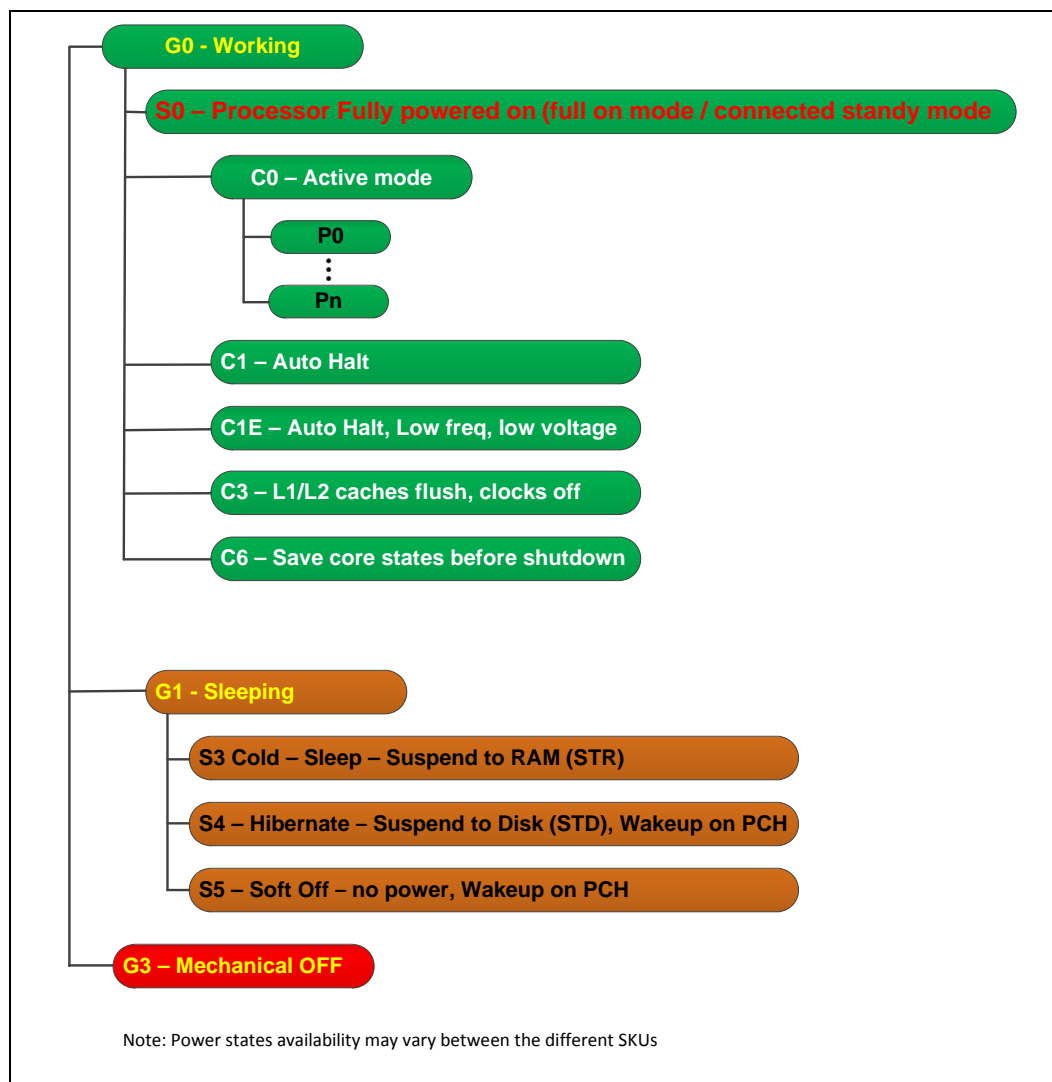 G0 - Working
S0 – Processor Fully powered on (full on mode / connected standy mode
C0 – Active mode
P0
Pn
C1 – Auto Halt
C1E – Auto Halt, Low freq, low voltage
C3 – L1/L2 caches flush, clocks off
C6 – Save core states before shutdown
G1 - Sleeping
S3 Cold – Sleep – Suspend to RAM (STR)
S4 – Hibernate – Suspend to Disk (STD), Wakeup on PCH
S5 – Soft Off – no power, Wakeup on PCH
G3 – Mechanical OFF
Note: Power states availability may vary between the different SKUs